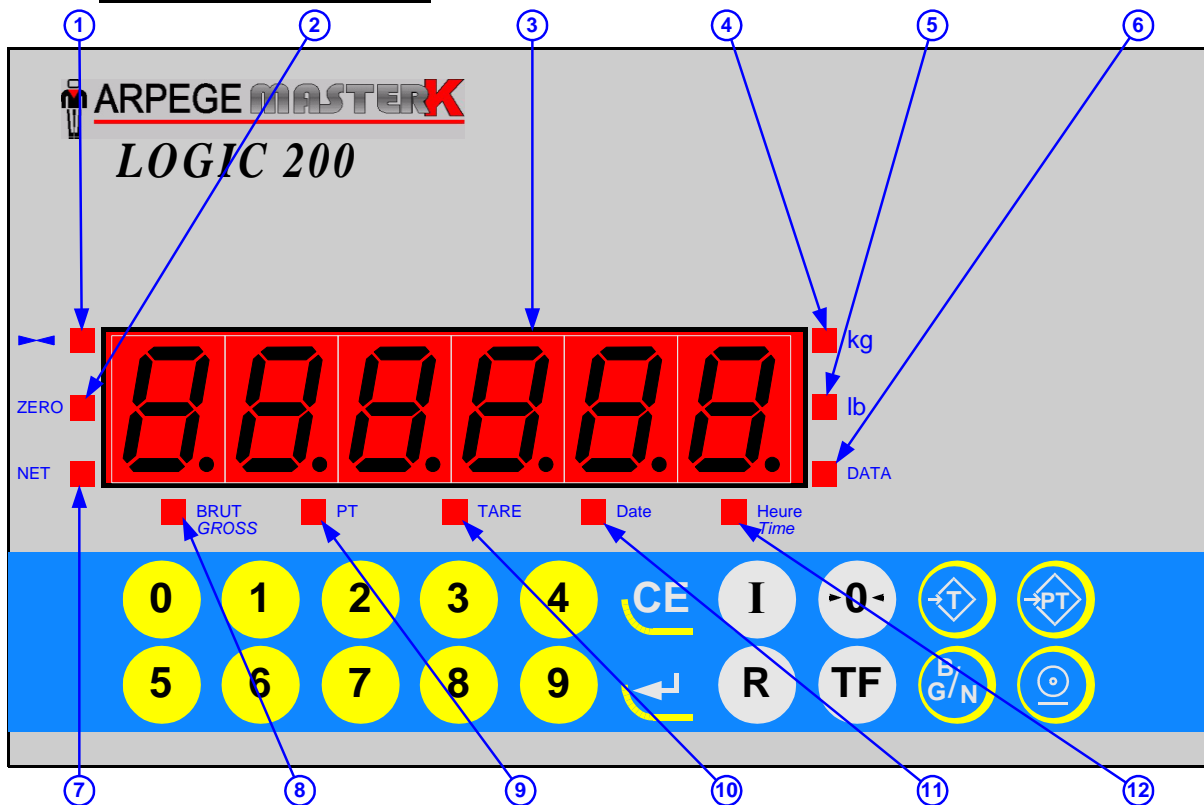 1 2 3 4 5 6
ARPEGE MASTERK
LOGIC 200
kg
ZERO lb
NET DATA
BRUT PT TARE Date Heure
GROSS Time
0 1 2 3 4 CE I 0 T PT
5 6 7 8 9 R TF B/
G/N
7 8 9 10 11 12